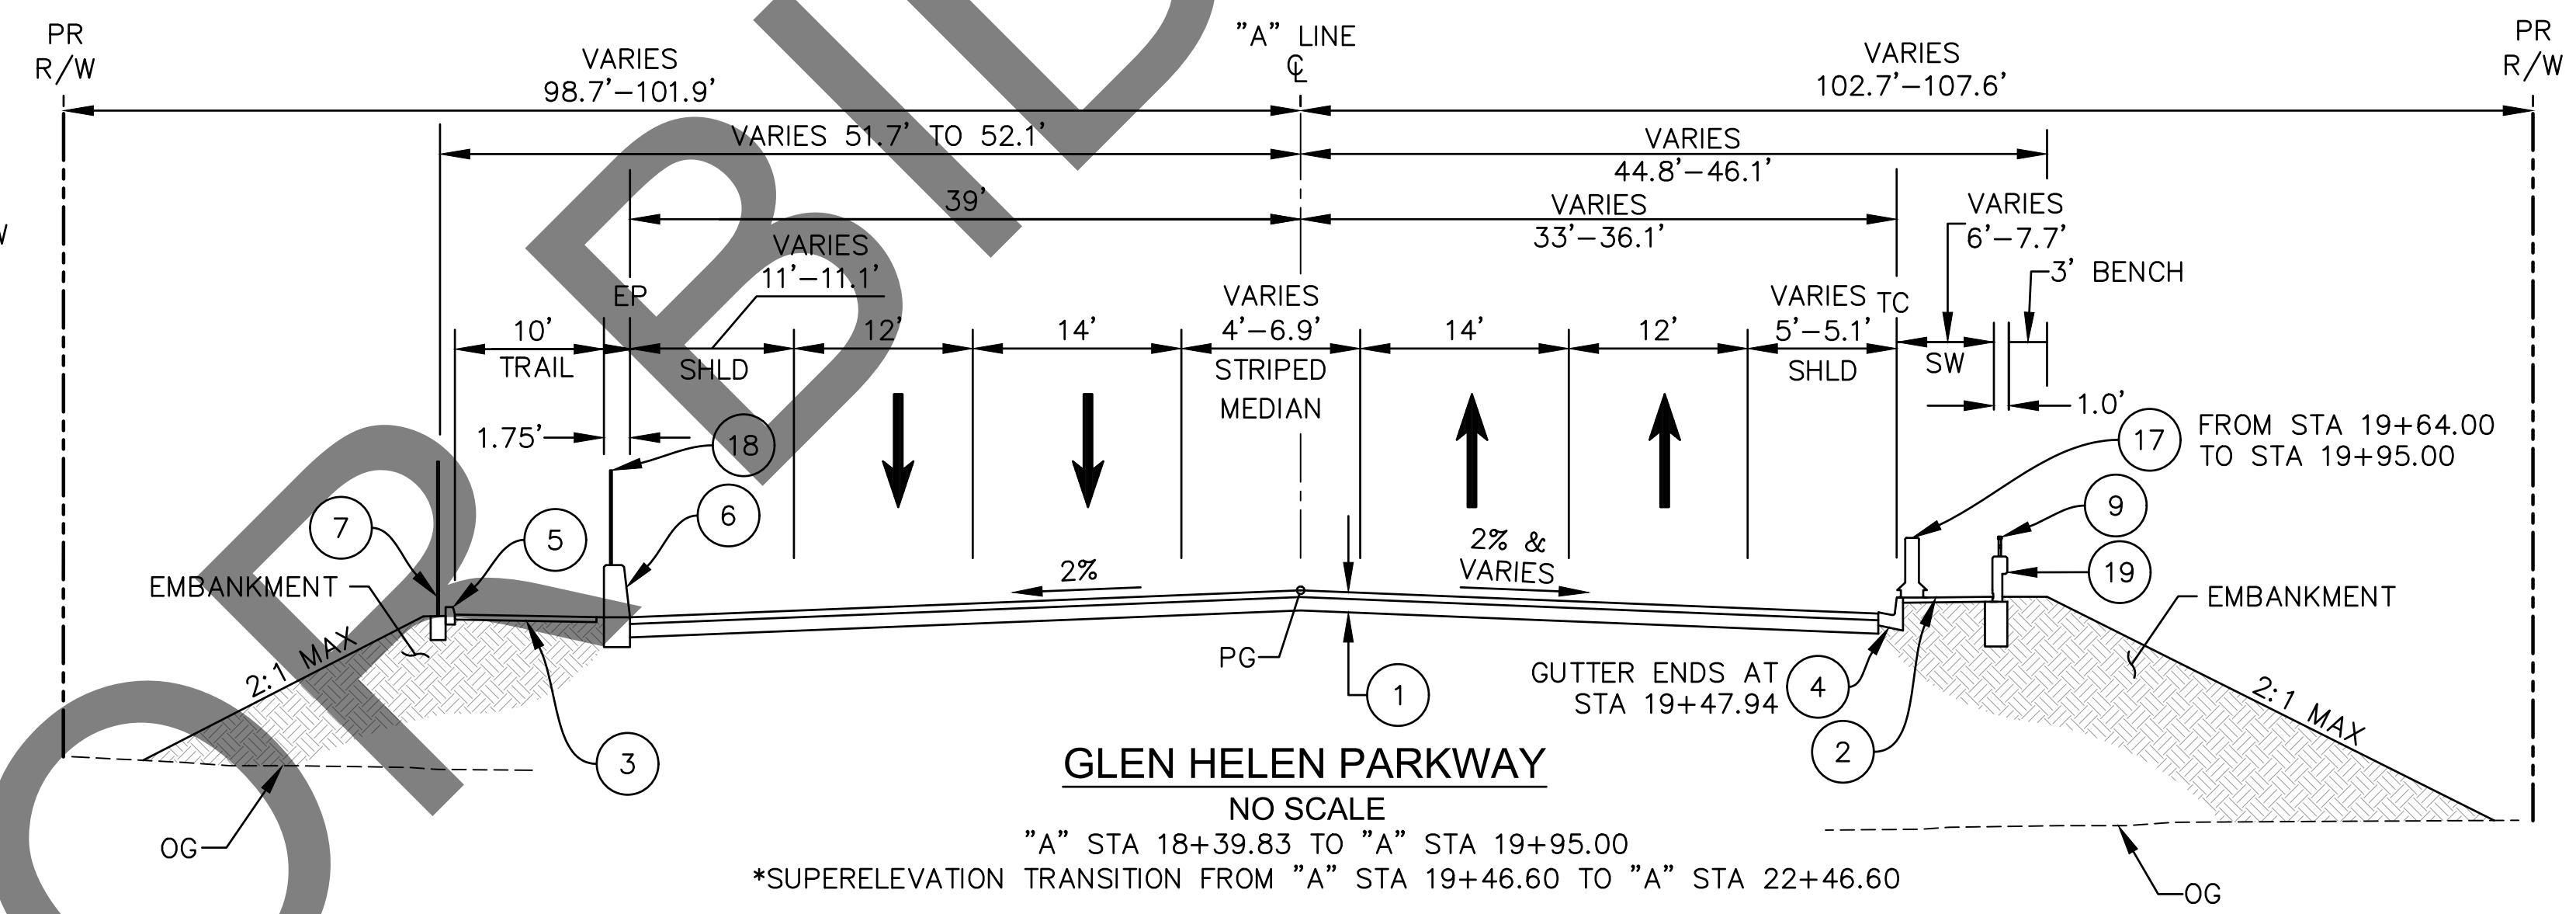 PR
R/W
VARIES
98.7'-101.9'
"A" LINE
℄
VARIES
102.7'-107.6'
PR
R/W
VARIES 51.7' TO 52.1'
VARIES
44.8'-46.1'
39'
VARIES
33'-36.1'
VARIES
6'-7.7'
3' BENCH
W
VARIES
11'-11.1'
EP
10'
TRAIL
SHLD
12'
14'
VARIES
4'-6.9'
STRIPED
MEDIAN
14'
12'
VARIES
5'-5.1'
SHLD
TC
SW
1.0'
1.75'
18
17
FROM STA 19+64.00
TO STA 19+95.00
7
5
6
9
19
EMBANKMENT
2%
2% &
VARIES
EMBANKMENT
2:1 MAX
PG
1
GUTTER ENDS AT
STA 19+47.94
4
2
2:1 MAX
3
OG
GLEN HELEN PARKWAY
NO SCALE
"A" STA 18+39.83 TO "A" STA 19+95.00
*SUPERELEVATION TRANSITION FROM "A" STA 19+46.60 TO "A" STA 22+46.60
OG
OR BID